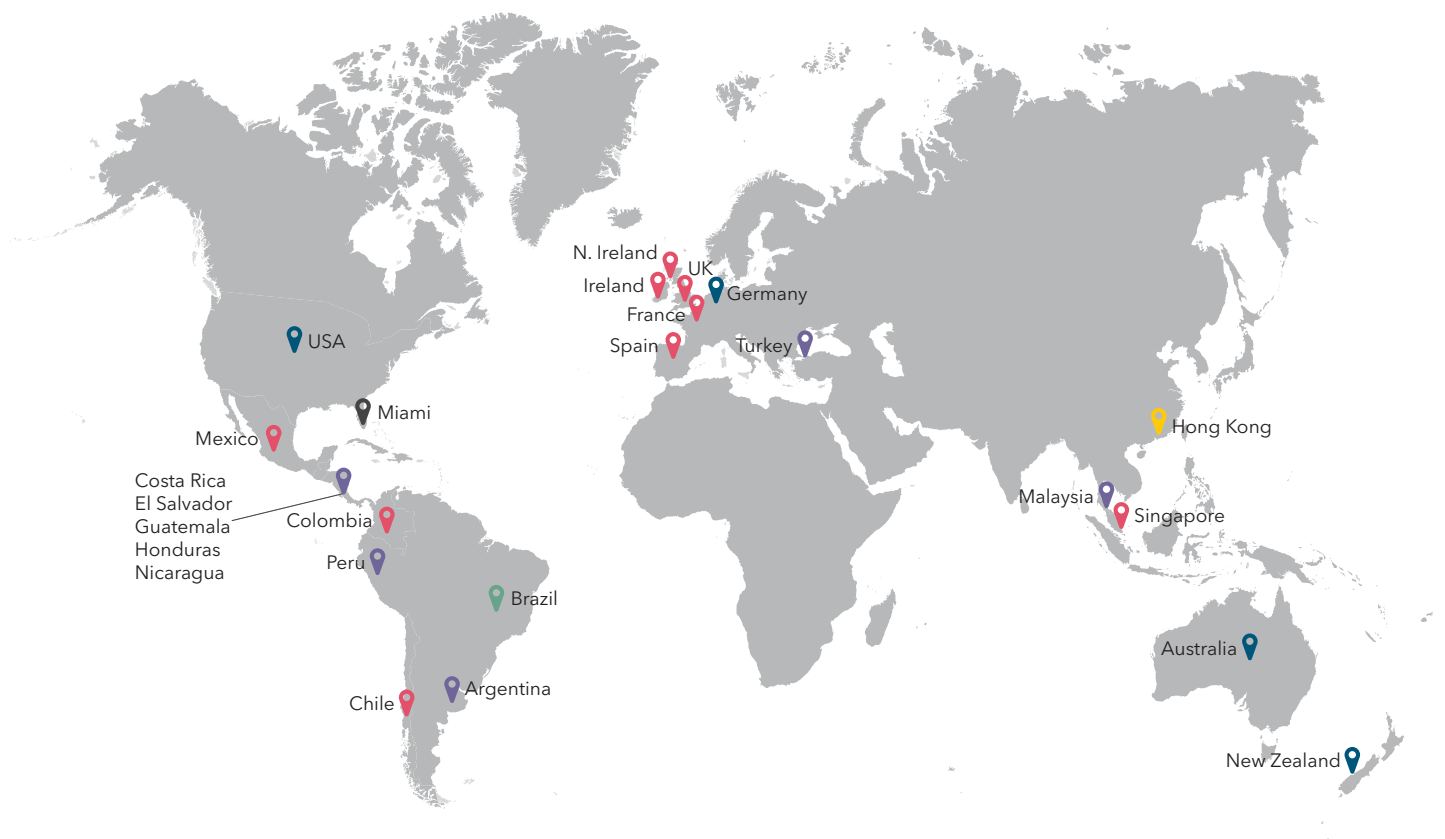 N. Ireland
UK
Ireland
Germany
France
USA
Spain
Turkey
Miami
Hong Kong
Mexico
Costa Rica
El Salvador
Guatemala
Honduras
Nicaragua
Colombia
Malaysia
Singapore
Peru
Brazil
Australia
Argentina
Chile
New Zealand